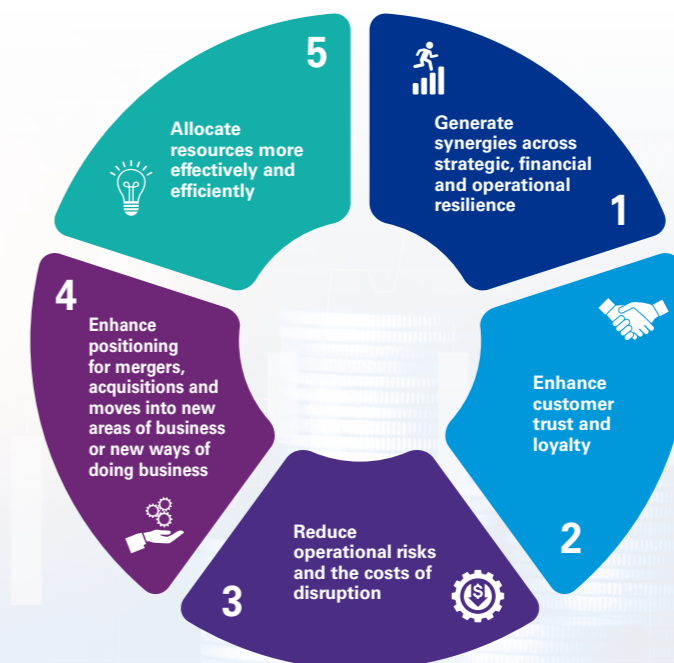 1
Generate
synergies across
strategic, financial
and operational
resilience
2
Enhance
customer
trust and
loyalty
3
Reduce
operational risks
and the costs of
disruption
$
4
Enhance
positioning
for mergers,
acquisitions and
moves into new
areas of business
or new ways of
doing business
5
Allocate
resources more
effectively and
efficiently